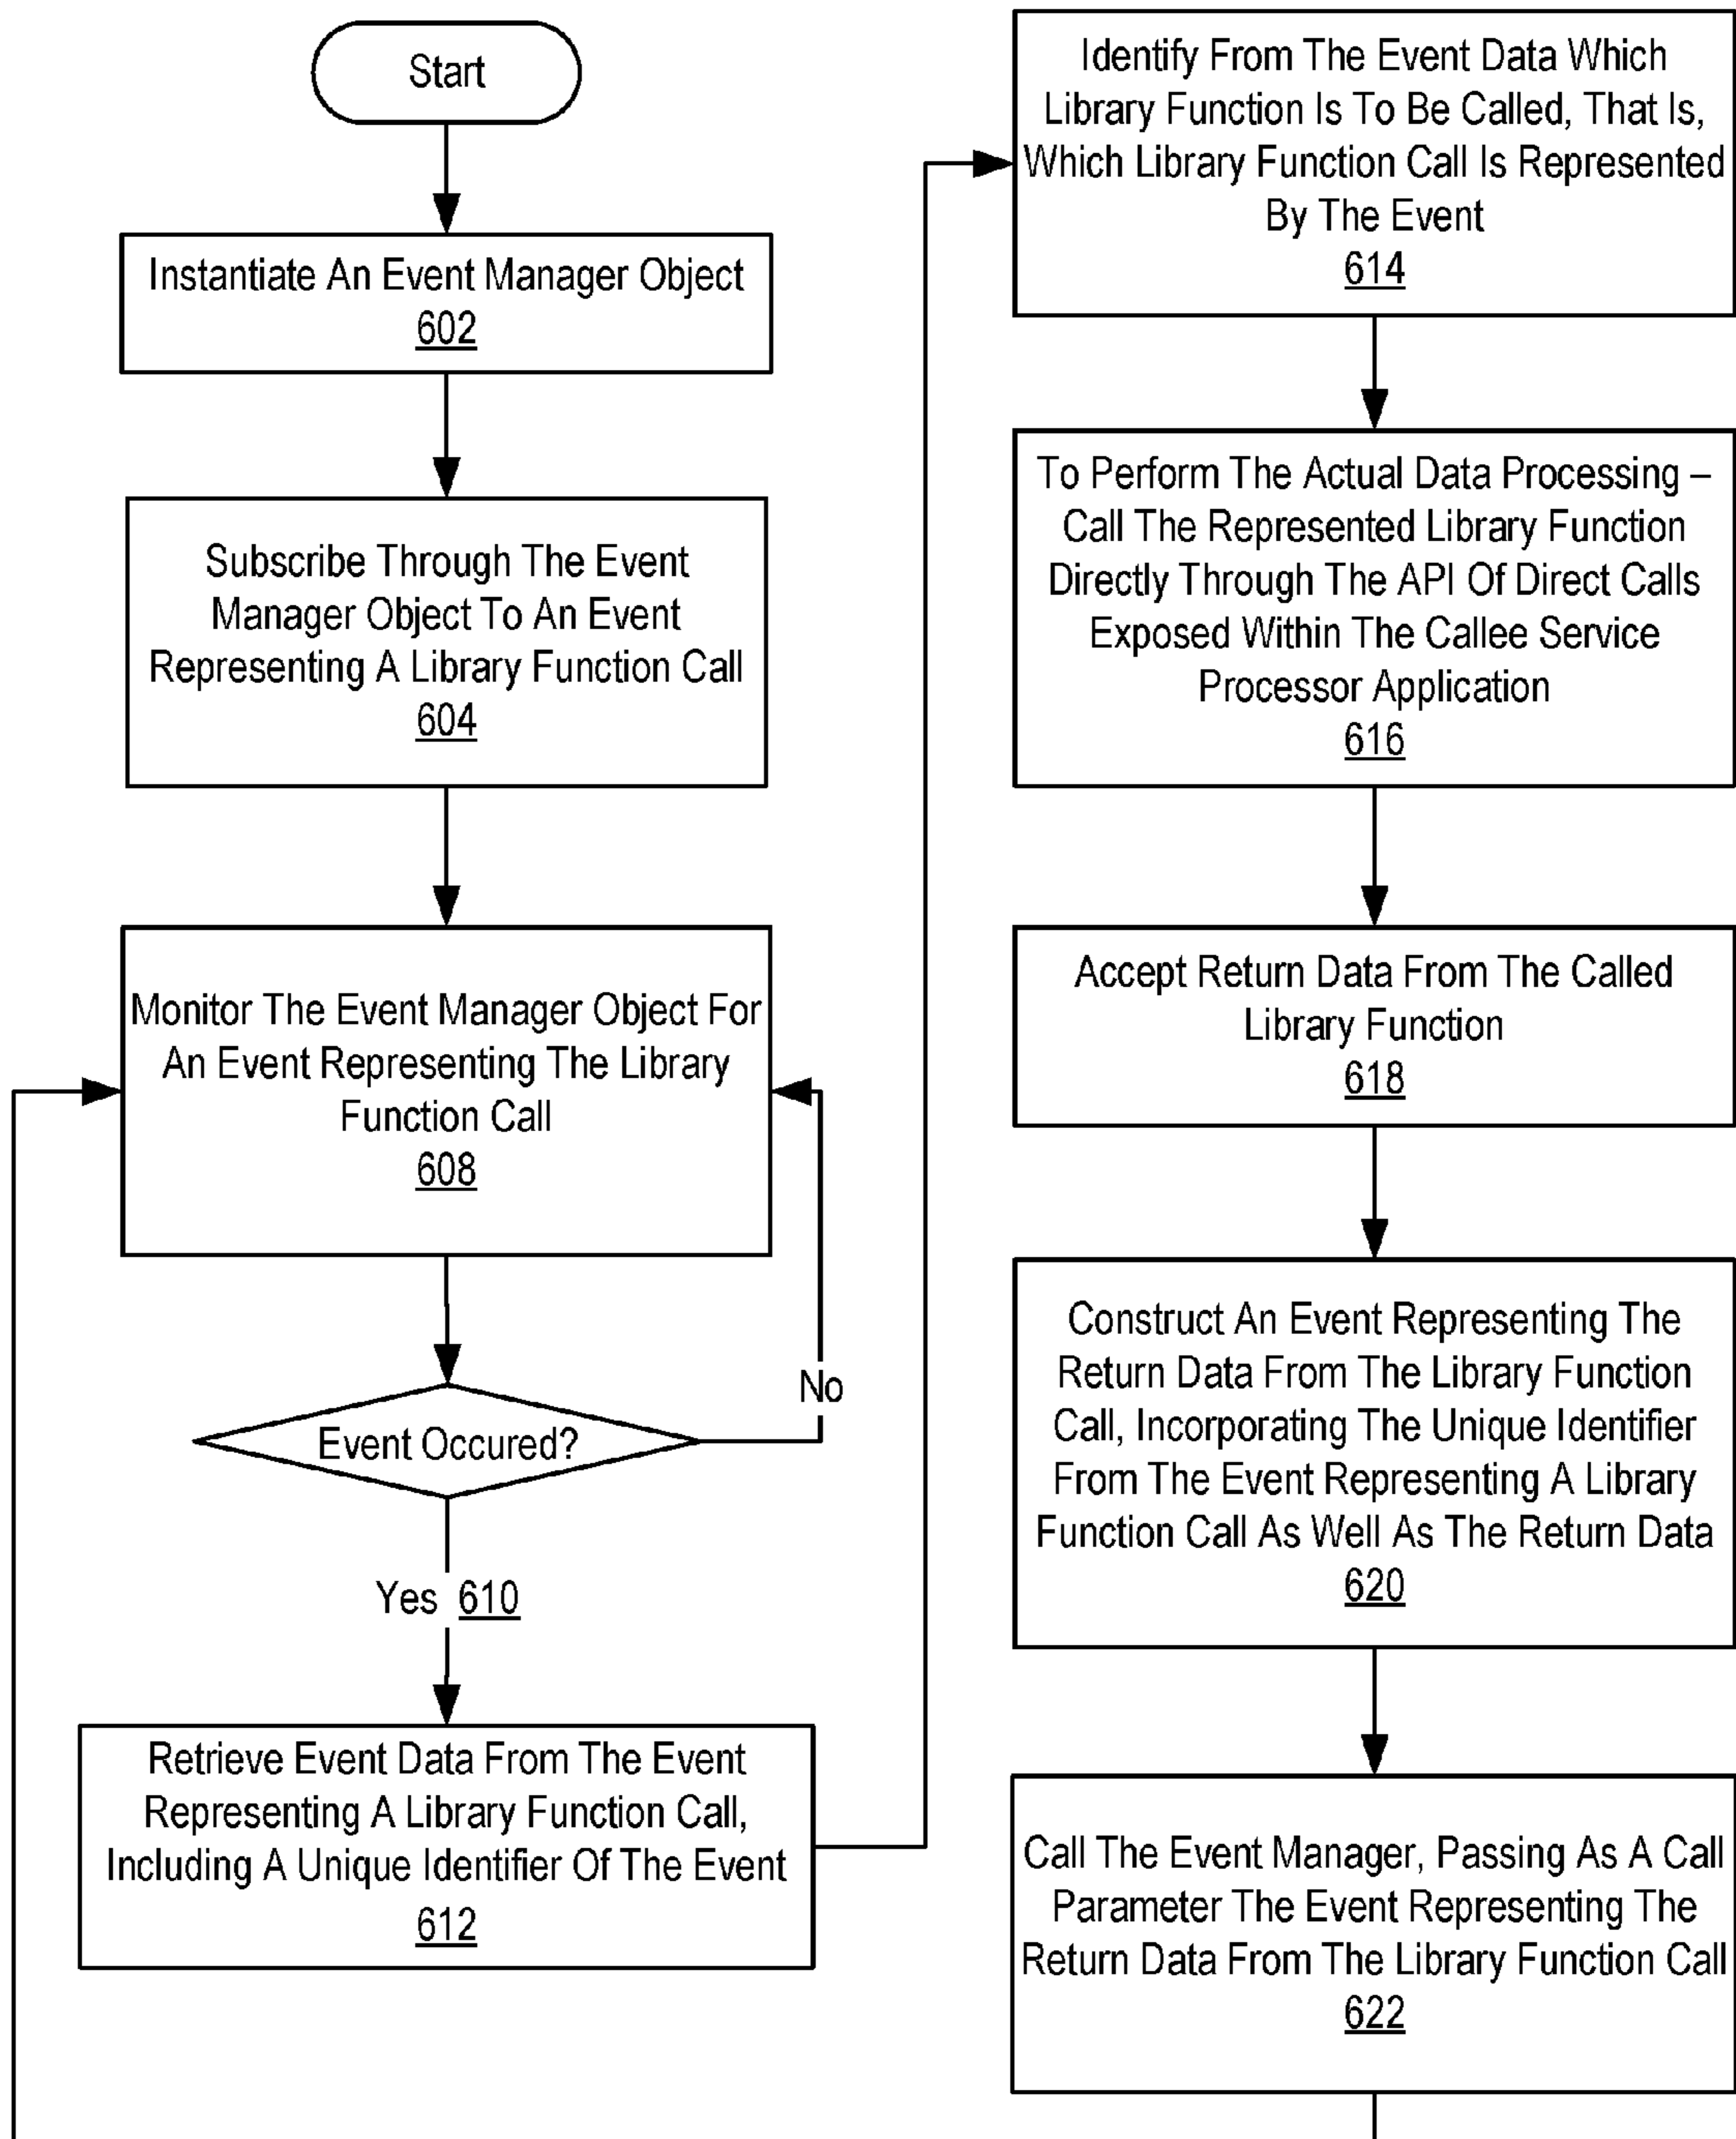 Start
Instantiate An Event Manager Object
602
Subscribe Through The Event
Manager Object To An Event
Representing A Library Function Call
604
Monitor The Event Manager Object For
An Event Representing The Library
Function Call
608
No
Event Occured?
Yes 610
Retrieve Event Data From The Event
Representing A Library Function Call,
Including A Unique Identifier Of The Event
612
Identify From The Event Data Which
Library Function Is To Be Called, That Is,
Which Library Function Call Is Represented
By The Event
614
To Perform The Actual Data Processing –
Call The Represented Library Function
Directly Through The API Of Direct Calls
Exposed Within The Callee Service
Processor Application
616
Accept Return Data From The Called
Library Function
618
Construct An Event Representing The
Return Data From The Library Function
Call, Incorporating The Unique Identifier
From The Event Representing A Library
Function Call As Well As The Return Data
620
Call The Event Manager, Passing As A Call
Parameter The Event Representing The
Return Data From The Library Function Call
622